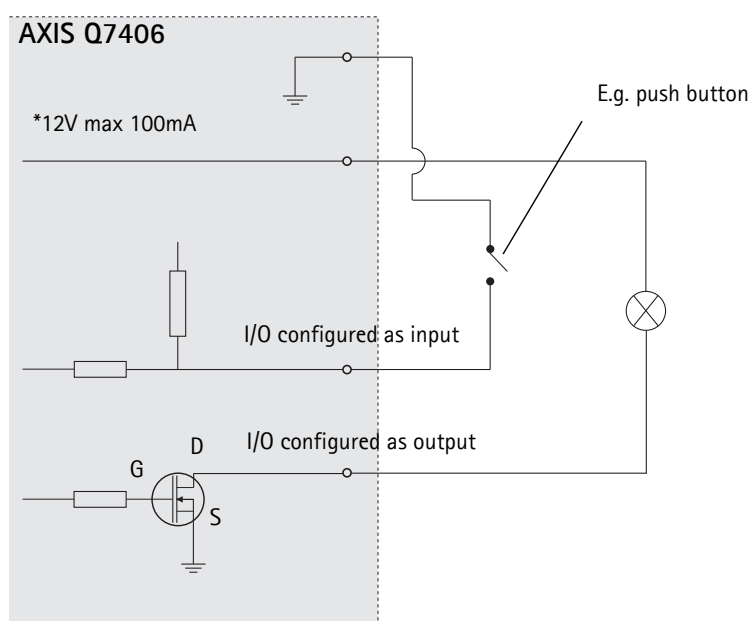 AXIS Q7406
E.g. push button
*12V max 100mA
I/O configured as input
I/O configured as output
D
G
S